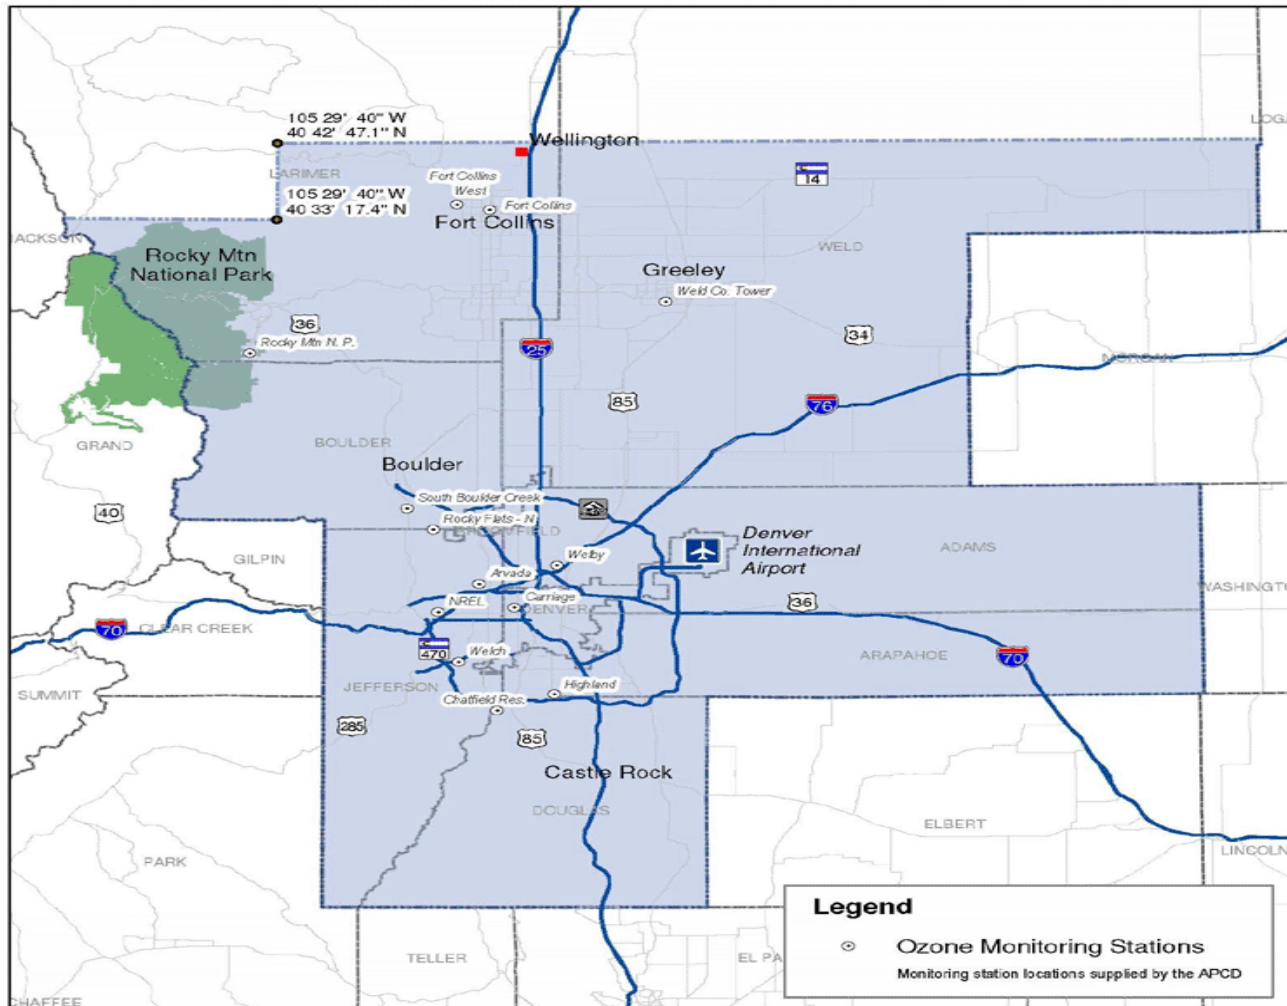 105 29' 40" W
40 42' 47.1" N
Wellington
LOGA
14
LARIMER
Fort Collins
West
Fort Collins
105 29' 40" W
40 33' 17.4" N
Fort Collins
JACKSON
WELD
Rocky Mtn
National Park
Greeley
Weld Co. Tower
36
34
Rocky Mtn N. P.
25
MORGAN
85
76
GRAND
BOULDER
Boulder
South Boulder Creek
40
Rocky Flats - N
BROOMFIELD
Denver
International
Airport
GILPIN
Welby
ADAMS
Arvada
WASHINGTO
Carriage
36
NREL
DENVER
70
CLEAR CREEK
470
Welch
ARAPAHOE
70
SUMMIT
JEFFERSON
Highland
Chatfield Res.
285
85
Castle Rock
DOUGLAS
ELBERT
LINCOLN
PARK
Legend
Ozone Monitoring Stations
Monitoring station locations supplied by the APCD
TELLER
EL PA
CHAFFEE